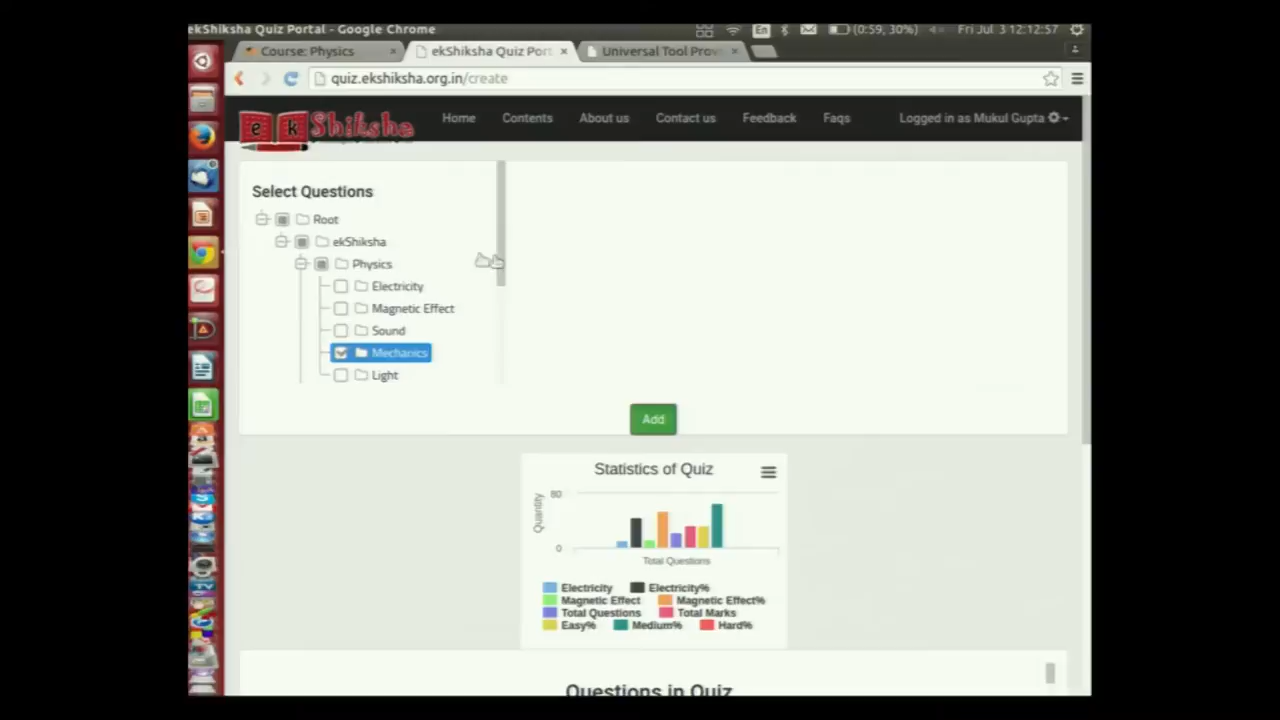 ekShiksha Quiz Portal - Google Chrome
En
(0:59, 30%)
Fri Jul 3 12:12:57
Course: Physics
ekShiksha Quiz Port
Universal Tool Prov
quiz.ekshiksha.org.in/create
ek Shiksha
Home
Contents
About us
Contact us
Feedback
Faqs
Logged in as Mukul Gupta
Select Questions
Root
ekShiksha
Physics
Electricity
Magnetic Effect
Sound
Mechanics
Light
Add
Statistics of Quiz
Quantity
80
0
Total Questions
Electricity
Electricity%
Magnetic Effect
Magnetic Effect%
Total Questions
Total Marks
Easy%
Medium%
Hard%
Questions in Quiz